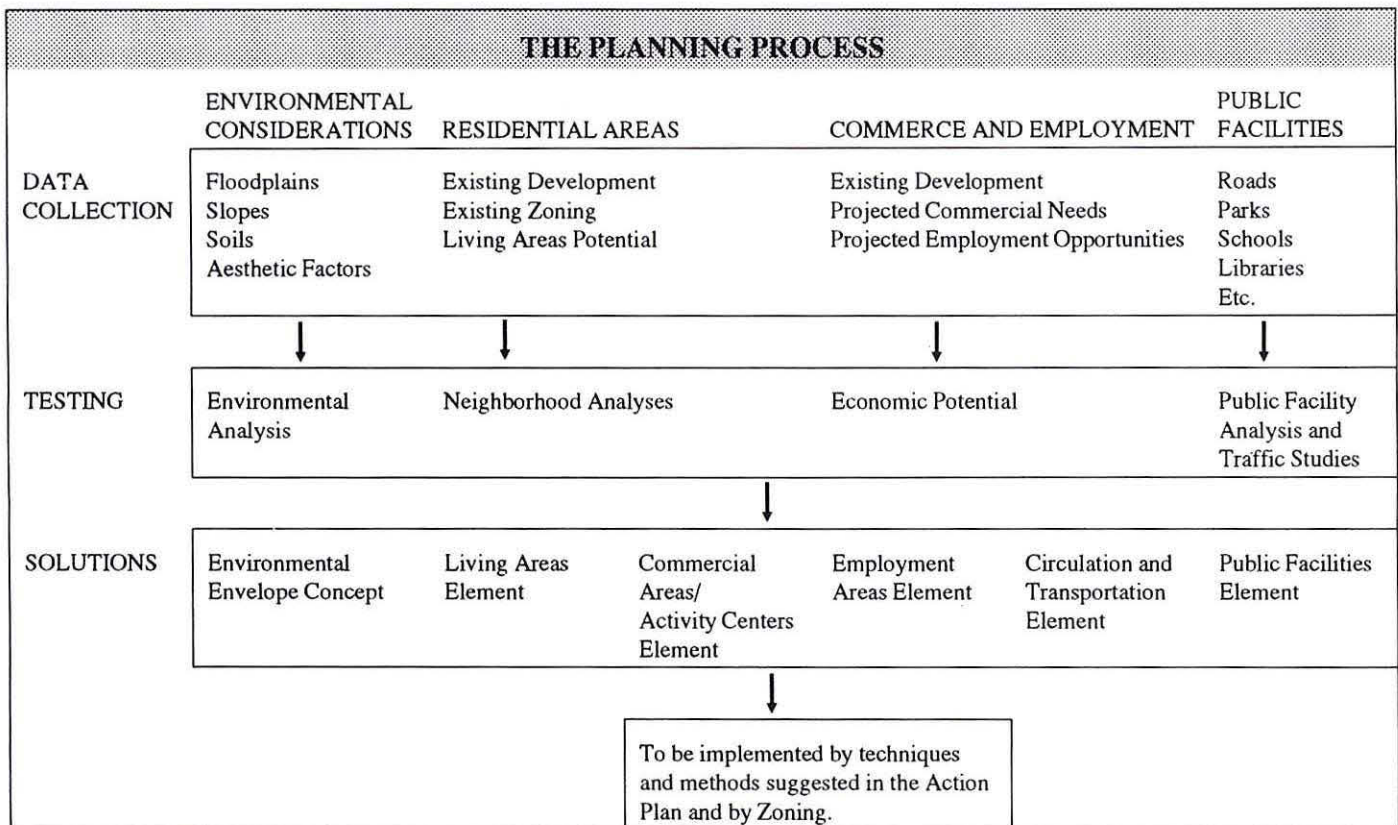 THE PLANNING PROCESS
ENVIRONMENTAL
CONSIDERATIONS
RESIDENTIAL AREAS
COMMERCE AND EMPLOYMENT
PUBLIC
FACILITIES
DATA
COLLECTION
Floodplains
Slopes
Soils
Aesthetic Factors
Existing Development
Existing Zoning
Living Areas Potential
Existing Development
Projected Commercial Needs
Projected Employment Opportunities
Roads
Parks
Schools
Libraries
Etc.
TESTING
Environmental
Analysis
Neighborhood Analyses
Economic Potential
Public Facility
Analysis and
Traffic Studies
SOLUTIONS
Environmental
Envelope Concept
Living Areas
Element
Commercial
Areas/
Activity Centers
Element
Employment
Areas Element
Circulation and
Transportation
Element
Public Facilities
Element
To be implemented by techniques
and methods suggested in the Action
Plan and by Zoning.